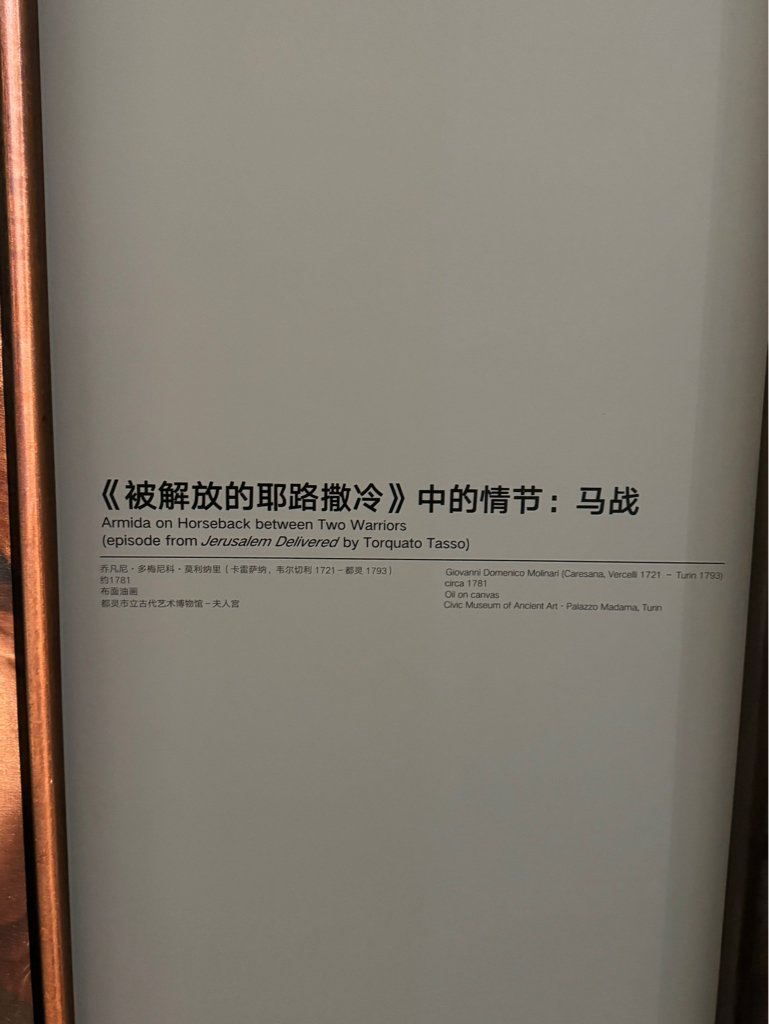 《被解放的耶路撒冷》中的情节：马战
Armida on Horseback between Two Warriors
(episode from Jerusalem Delivered by Torquato Tasso)
乔凡尼·多梅尼科·莫利纳里（卡雷萨纳，韦尔切利 1721－都灵 1793）
约1781
布面油画
都灵市立古代艺术博物馆－夫人宫
Giovanni Domenico Molinari (Caresana, Vercelli 1721 － Turin 1793)
circa 1781
Oil on canvas
Civic Museum of Ancient Art - Palazzo Madama, Turin